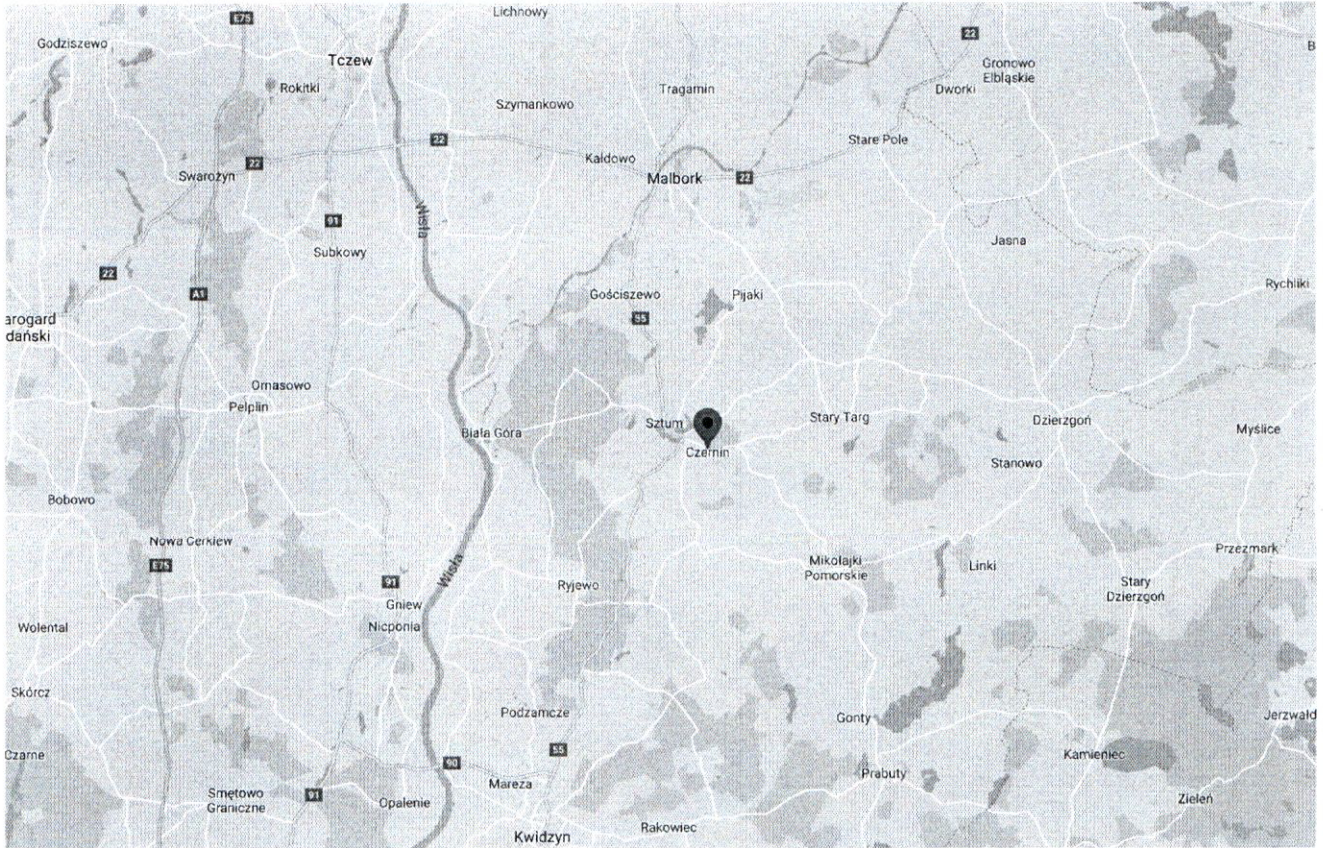 Lichnowy
E75
Godziszewo
22
B
Tczew
Gronowo
Elbląskie
Rokitki
Tragamin
Dworki
Szymankowo
22
Stare Pole
22
Kałdowo
Swarożyn
Malbork
22
91
Wisła
Subkowy
Jasna
22
Rychliki
A1
Gościszewo
Pijaki
55
arogard
dański
Ornasowo
Pelplin
Stary Targ
Sztum
Dzierzgoń
Biała Góra
Myślice
Czernin
Stanowo
Bobowo
Nowa Cerkiew
Przezmark
Mikołajki
Pomorskie
E75
Linki
Wisła
91
Ryjewo
Stary
Dzierzgoń
Gniew
Wolental
Nicponia
Skórcz
Podzamcze
Gonty
Jerzwałd
Czarne
55
Kamieniec
90
Prabuty
Mareza
Smętowo
Graniczne
91
Opalenie
Zieleń
Rakowiec
Kwidzyn